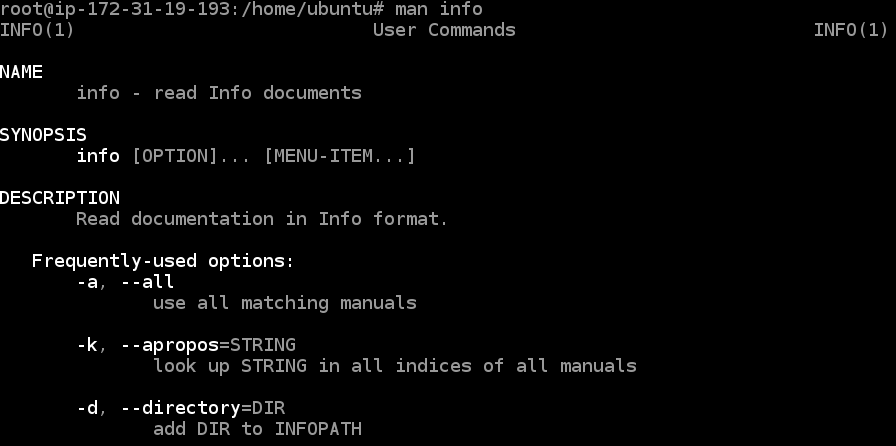 root@ip-172-31-19-193:/home/ubuntu# man info
INFO(1) User Commands INFO(1)
NAME
info - read Info documents
SYNOPSIS
info [OPTION]... [MENU-ITEM...]
DESCRIPTION
Read documentation in Info format.
Frequently-used options:
-a, --all
use all matching manuals
-k, --apropos=STRING
look up STRING in all indices of all manuals
-d, --directory=DIR
add DIR to INFOPATH